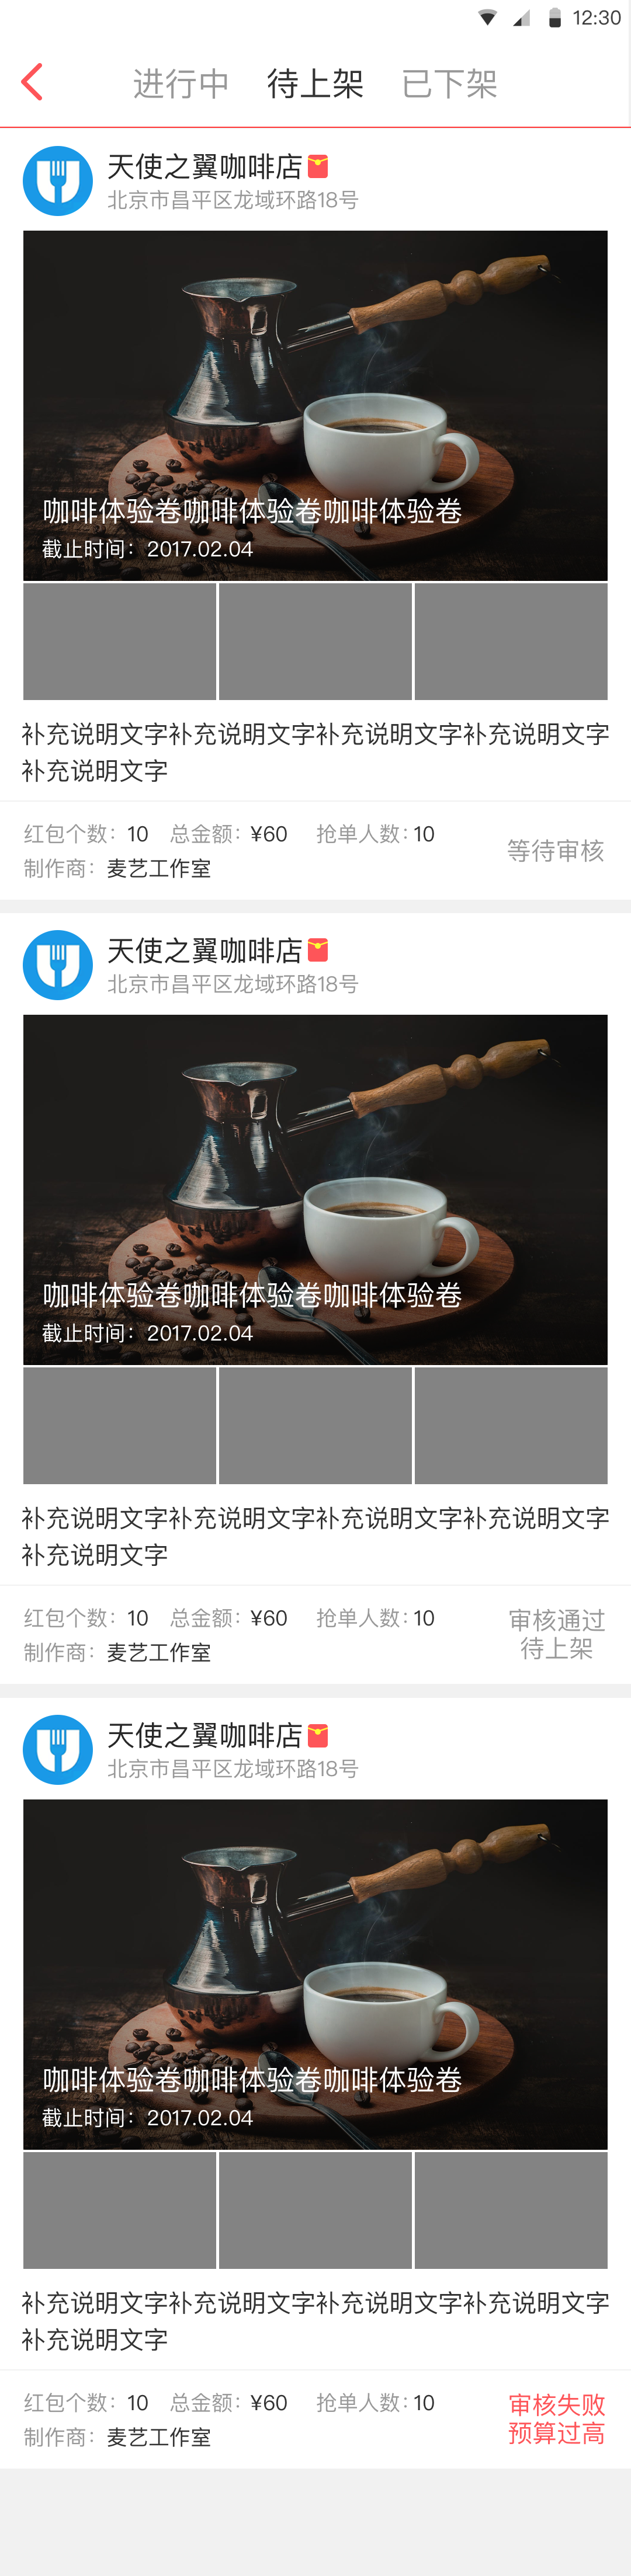 12:30
进行中 待上架 已下架
天使之翼咖啡店
北京市昌平区龙域环路18号
咖啡体验卷咖啡体验卷咖啡体验卷
截止时间：2017.02.04
补充说明文字补充说明文字补充说明文字补充说明文字
补充说明文字
红包个数：10 总金额：¥60 抢单人数：10
制作商：麦艺工作室
等待审核
天使之翼咖啡店
北京市昌平区龙域环路18号
咖啡体验卷咖啡体验卷咖啡体验卷
截止时间：2017.02.04
补充说明文字补充说明文字补充说明文字补充说明文字
补充说明文字
红包个数：10 总金额：¥60 抢单人数：10
制作商：麦艺工作室
审核通过
待上架
天使之翼咖啡店
北京市昌平区龙域环路18号
咖啡体验卷咖啡体验卷咖啡体验卷
截止时间：2017.02.04
补充说明文字补充说明文字补充说明文字补充说明文字
补充说明文字
红包个数：10 总金额：¥60 抢单人数：10
制作商：麦艺工作室
审核失败
预算过高